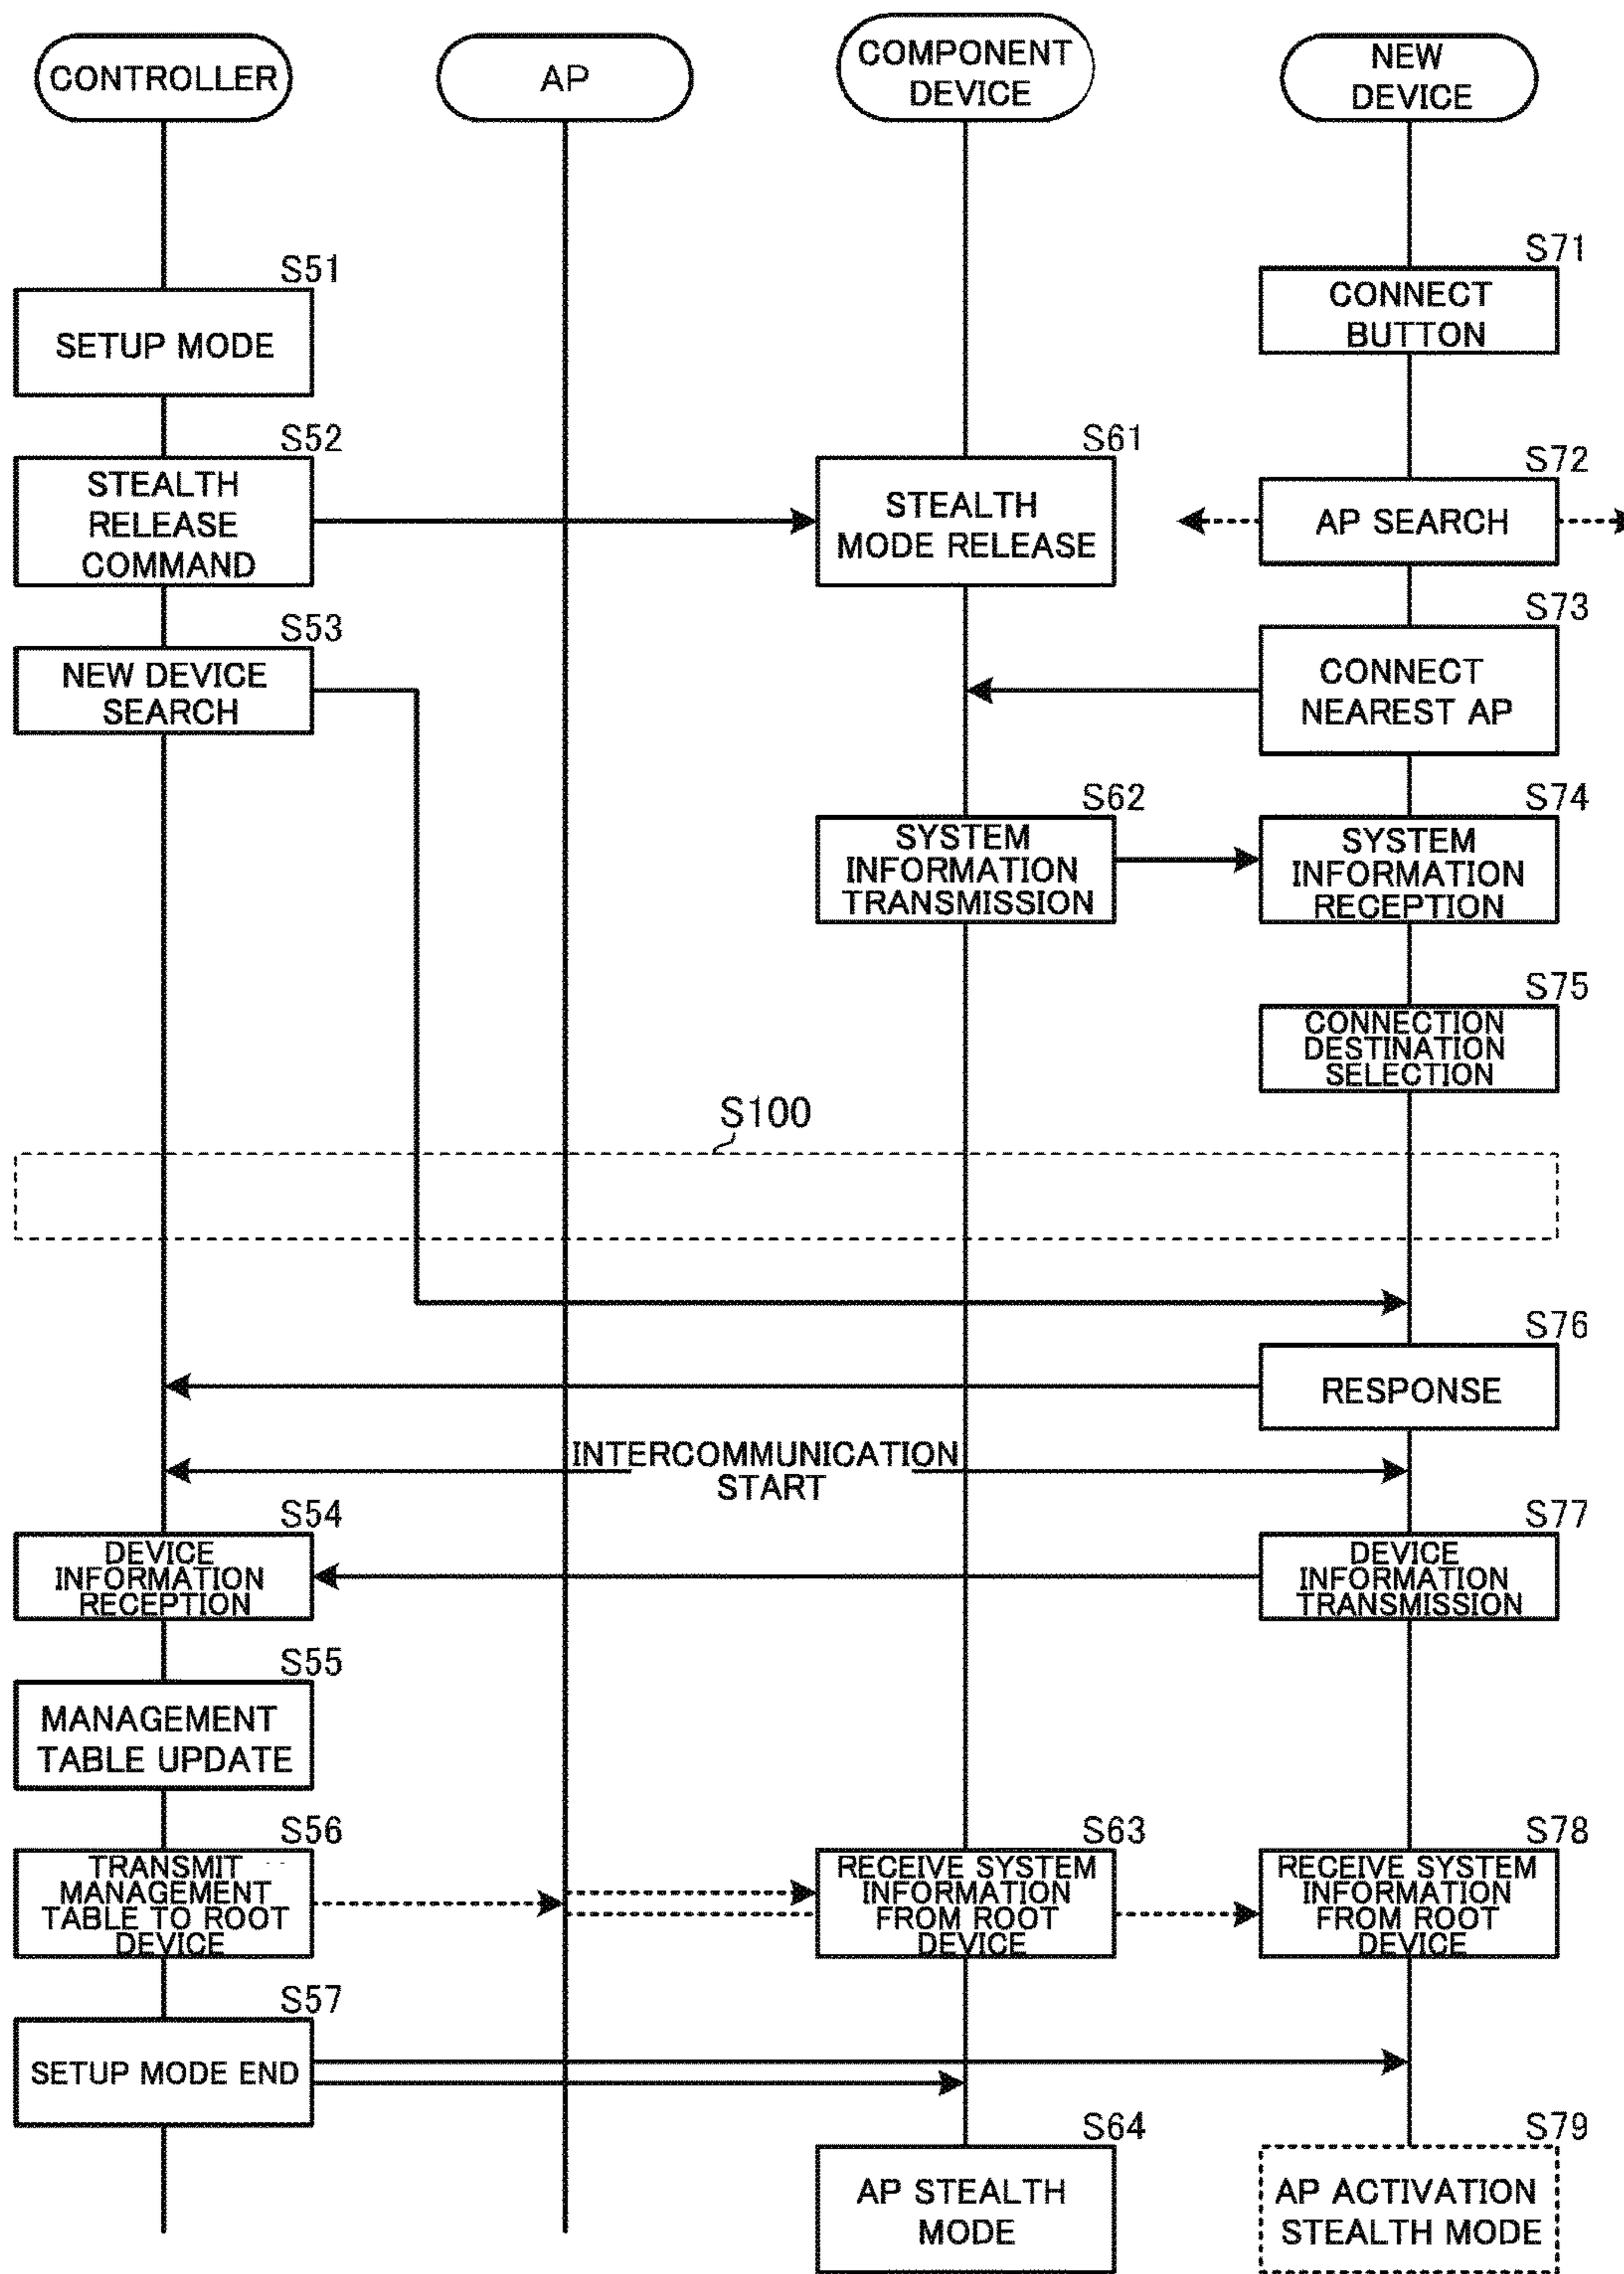 CONTROLLER
AP
COMPONENT
DEVICE
NEW
DEVICE
S71
CONNECT
BUTTON
S51
SETUP MODE
S52
STEALTH
RELEASE
COMMAND
S61
STEALTH
MODE RELEASE
S72
AP SEARCH
S53
NEW DEVICE
SEARCH
S73
CONNECT
NEAREST AP
S62
SYSTEM
INFORMATION
TRANSMISSION
S74
SYSTEM
INFORMATION
RECEPTION
S75
CONNECTION
DESTINATION
SELECTION
S100
S76
RESPONSE
INTERCOMMUNICATION
START
S54
DEVICE
INFORMATION
RECEPTION
S77
DEVICE
INFORMATION
TRANSMISSION
S55
MANAGEMENT
TABLE UPDATE
S56
TRANSMIT
MANAGEMENT
TABLE TO ROOT
DEVICE
S63
RECEIVE SYSTEM
INFORMATION
FROM ROOT
DEVICE
S78
RECEIVE SYSTEM
INFORMATION
FROM ROOT
DEVICE
S57
SETUP MODE END
S64
AP STEALTH
MODE
S79
AP ACTIVATION
STEALTH MODE